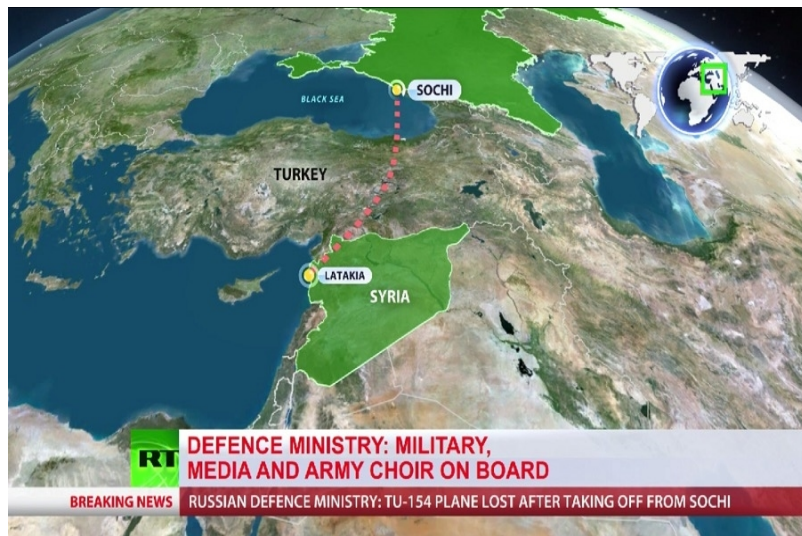 BLACK SEA
SOCHI
TURKEY
LATAKIA
SYRIA
RT
DEFENCE MINISTRY: MILITARY,
MEDIA AND ARMY CHOIR ON BOARD
BREAKING NEWS
RUSSIAN DEFENCE MINISTRY: TU-154 PLANE LOST AFTER TAKING OFF FROM SOCHI